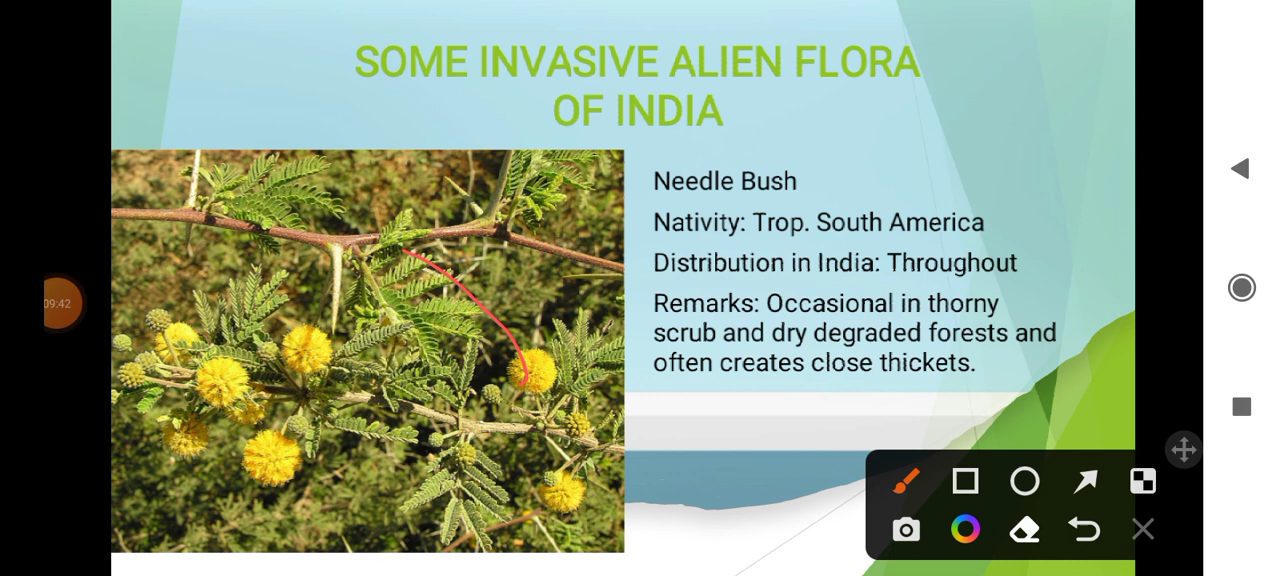 SOME INVASIVE ALIEN FLORA
OF INDIA
Needle Bush
Nativity: Trop. South America
Distribution in India: Throughout
Remarks: Occasional in thorny
scrub and dry degraded forests and
often creates close thickets.
09:42